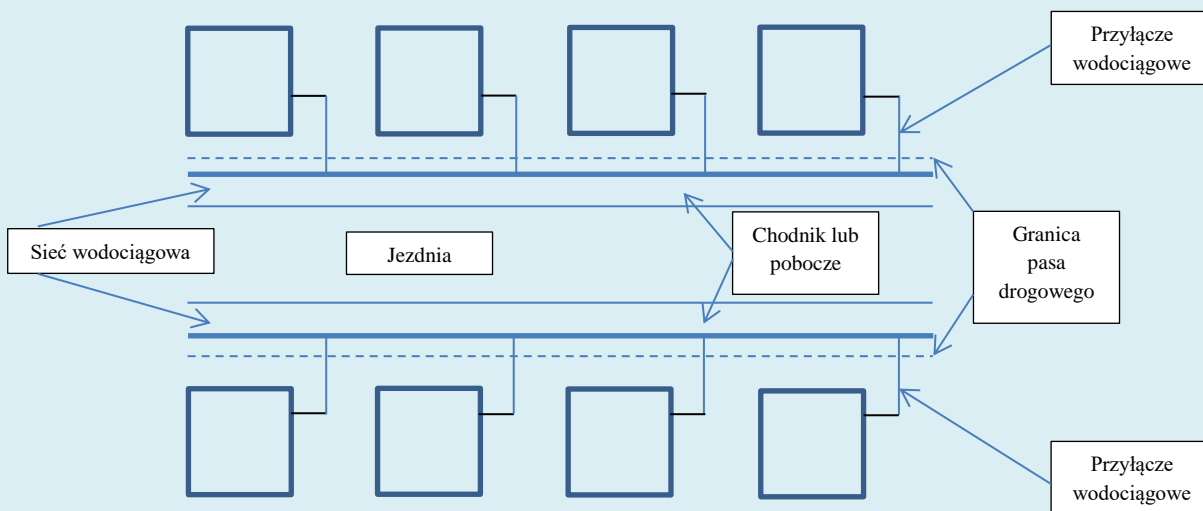 Przyłącze
wodociągowe
Sieć wodociągowa
Jezdnia
Chodnik lub
pobocze
Granica
pasa
drogowego
Przyłącze
wodociągowe